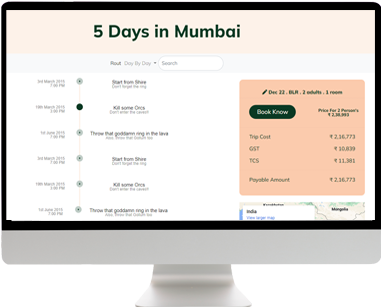 5 Days in Mumbai
Rout Day By Day Search
3rd March 2015
7:00 PM
Start from Shire
Don't forget the ring!
19th March 2015
3:00 PM
Kill some Orcs
Don't enter the cavern!
1st June 2015
7:00 PM
Throw that goddamn ring in the lava
Also, throw that Gollum too
3rd March 2015
7:00 PM
Start from Shire
Don't forget the ring!
19th March 2015
3:00 PM
Kill some Orcs
Don't enter the cavern!
1st June 2015
7:00 PM
Throw that goddamn ring in the lava
Also, throw that Gollum too
Dec 22 . BLR . 2 adults . 1 room
Book Know
Price For 2 Person's
₹ 2,38,993
Trip Cost ₹ 2,16,773
GST ₹ 10,839
TCS ₹ 11,381
Payable Amount ₹ 2,16,773
India
View larger map
Kazakhstan
Mongolia